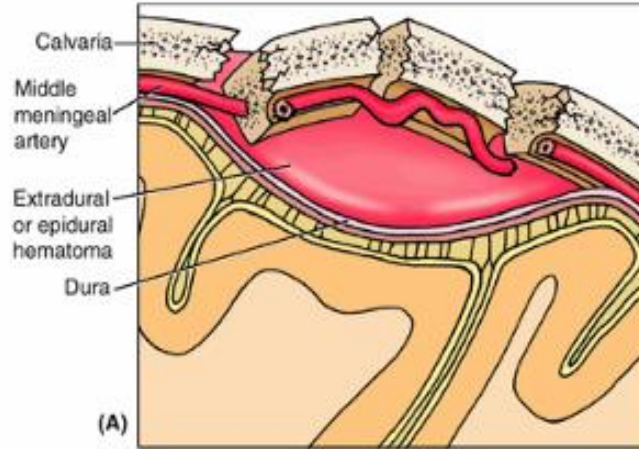 Calvaria
Middle
meningeal
artery
Extradural
or epidural
hematoma
Dura
(A)